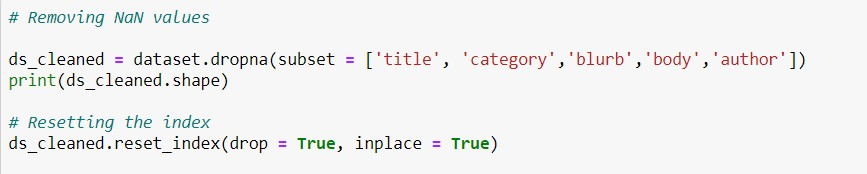 # Removing NaN values
ds_cleaned = dataset.dropna(subset = ['title', 'category','blurb','body','author'])
print(ds_cleaned.shape)
# Resetting the index
ds_cleaned.reset_index(drop = True, inplace = True)